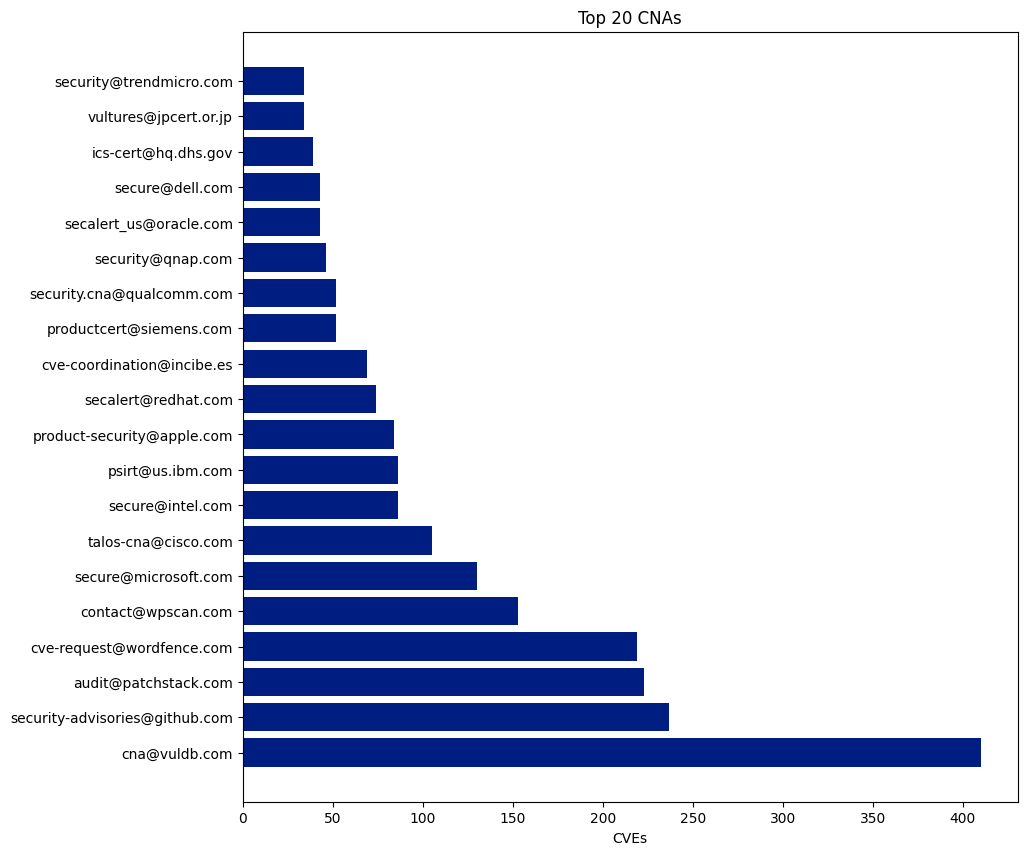 Top 20 CNAs
security@trendmicro.com
vultures@jpcert.or.jp
ics-cert@hq.dhs.gov
secure@dell.com
secalert_us@oracle.com
security@qnap.com
security.cna@qualcomm.com
productcert@siemens.com
cve-coordination@incibe.es
secalert@redhat.com
product-security@apple.com
psirt@us.ibm.com
secure@intel.com
talos-cna@cisco.com
secure@microsoft.com
contact@wpscan.com
cve-request@wordfence.com
audit@patchstack.com
security-advisories@github.com
cna@vuldb.com
0 50 100 150 200 250 300 350 400
CVEs